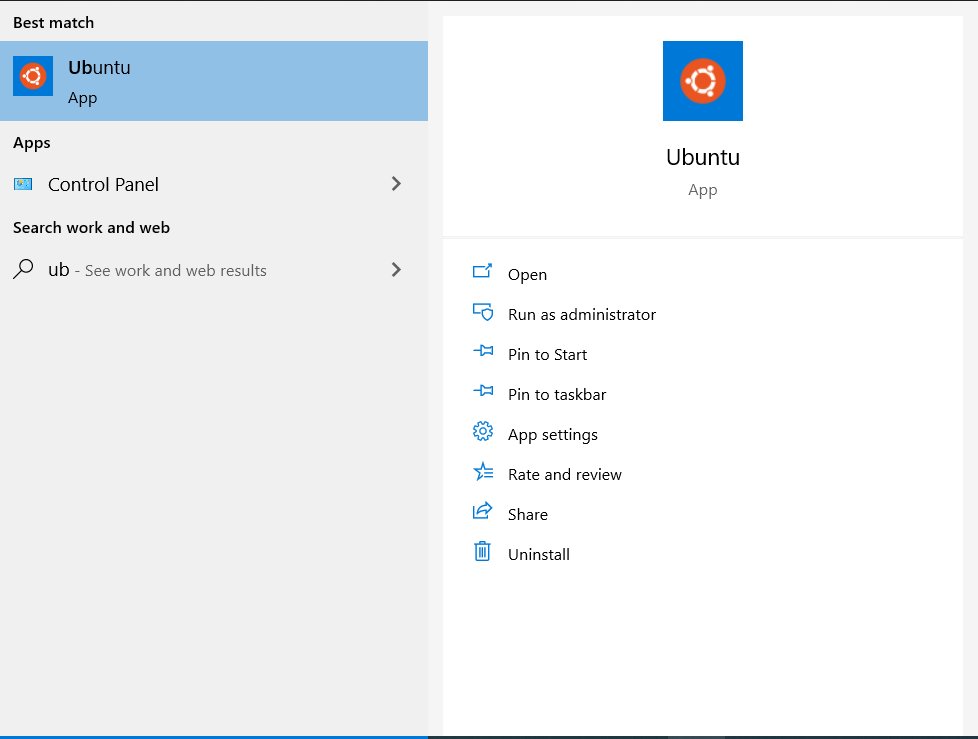 Best match
Ubuntu
App
Apps
Control Panel
Search work and web
ub - See work and web results
Ubuntu
App
Open
Run as administrator
Pin to Start
Pin to taskbar
App settings
Rate and review
Share
Uninstall